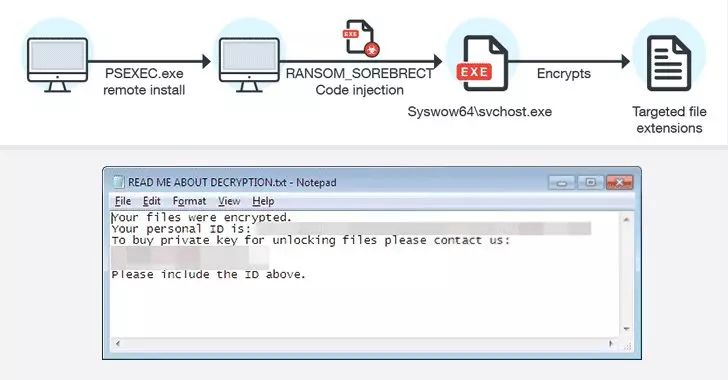 PSEXEC.exe
remote install
EXE
RANSOM_SOREBRECT
Code injection
EXE
Syswow64\svchost.exe
Encrypts
Targeted file
extensions
READ ME ABOUT DECRYPTION.txt - Notepad
File Edit Format View Help
Your files were encrypted.
Your personal ID is:
To buy private key for unlocking files please contact us:
Please include the ID above.